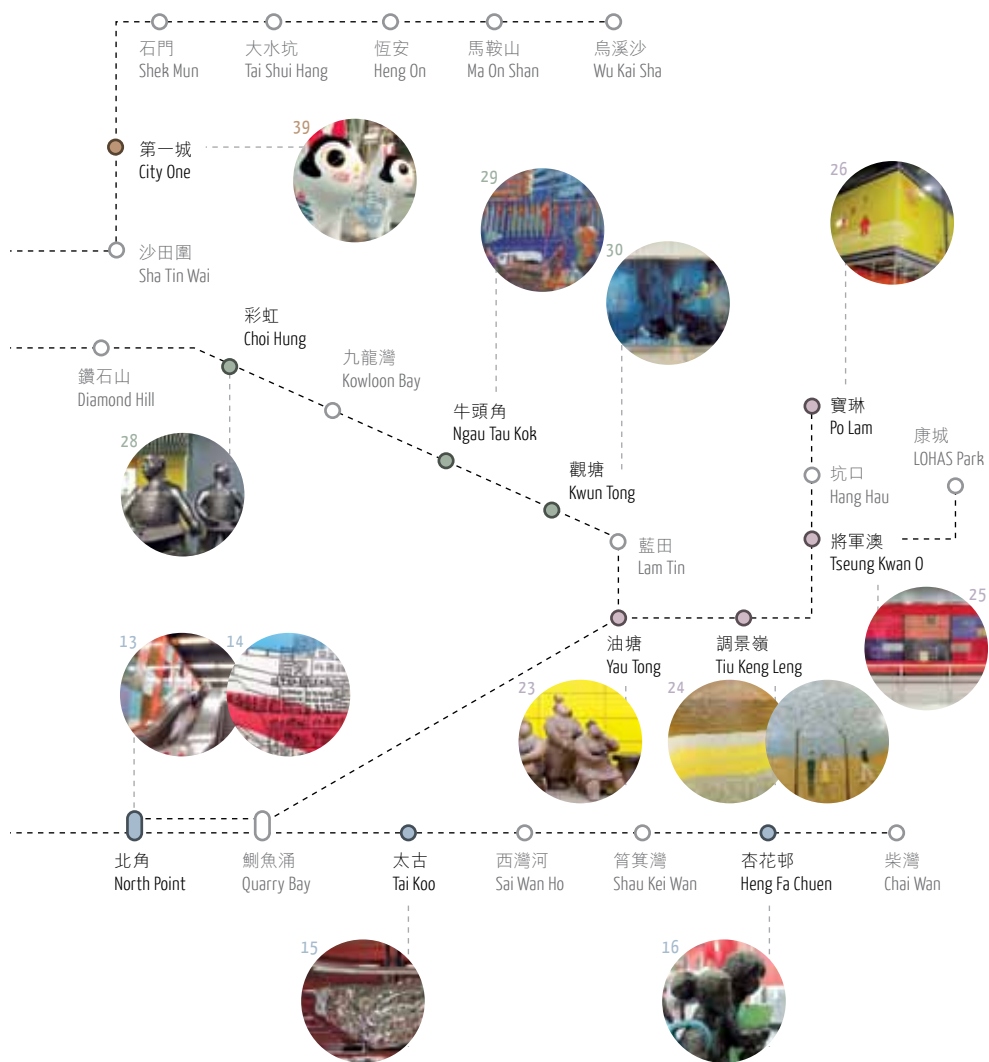 石門
Shek Mun
大水坑
Tai Shui Hang
恆安
Heng On
馬鞍山
Ma On Shan
烏溪沙
Wu Kai Sha
39
第一城
City One
29
26
30
沙田圍
Sha Tin Wai
彩虹
Choi Hung
九龍灣
Kowloon Bay
鑽石山
Diamond Hill
牛頭角
Ngau Tau Kok
寶琳
Po Lam
康城
LOHAS Park
28
觀塘
Kwun Tong
坑口
Hang Hau
藍田
Lam Tin
將軍澳
Tseung Kwan O
25
13
14
油塘
Yau Tong
調景嶺
Tiu Keng Leng
23
24
北角
North Point
鰂魚涌
Quarry Bay
太古
Tai Koo
西灣河
Sai Wan Ho
筲箕灣
Shau Kei Wan
杏花邨
Heng Fa Chuen
柴灣
Chai Wan
15
16